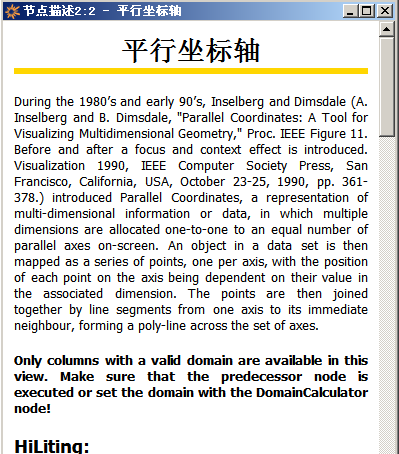 节点描述2:2 - 平行坐标轴
平行坐标轴
During the 1980's and early 90's, Inselberg and Dimsdale (A.
Inselberg and B. Dimsdale, "Parallel Coordinates: A Tool for
Visualizing Multidimensional Geometry," Proc. IEEE Figure 11.
Before and after a focus and context effect is introduced.
Visualization 1990, IEEE Computer Society Press, San
Francisco, California, USA, October 23-25, 1990, pp. 361-
378.) introduced Parallel Coordinates, a representation of
multi-dimensional information or data, in which multiple
dimensions are allocated one-to-one to an equal number of
parallel axes on-screen. An object in a data set is then
mapped as a series of points, one per axis, with the position
of each point on the axis being dependent on their value in
the associated dimension. The points are then joined
together by line segments from one axis to its immediate
neighbour, forming a poly-line across the set of axes.
Only columns with a valid domain are available in this
view. Make sure that the predecessor node is
executed or set the domain with the DomainCalculator
node!
HiLiting: